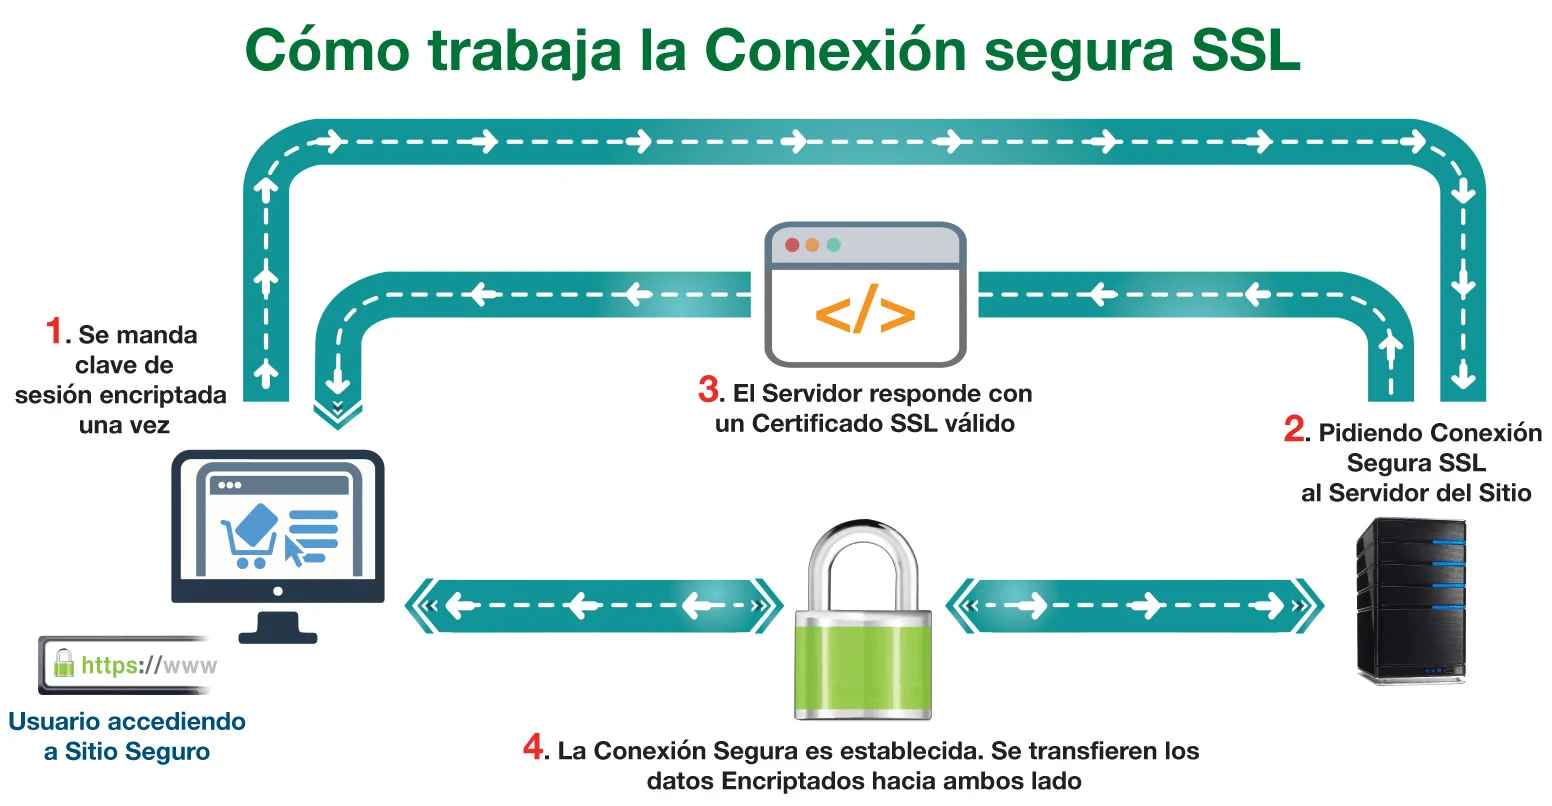 Cómo trabaja la Conexión segura SSL
1. Se manda
clave de
sesión encriptada
una vez
</>
3. El Servidor responde con
un Certificado SSL válido
2. Pidiendo Conexión
Segura SSL
al Servidor del Sitio
https://www
Usuario accediendo
a Sitio Seguro
4. La Conexión Segura es establecida. Se transfieren los
datos Encriptados hacia ambos lado